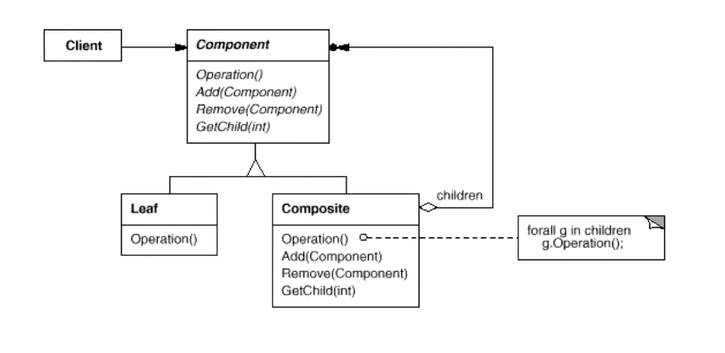 Client
Component
Operation()
Add(Component)
Remove(Component)
GetChild(int)
children
Leaf
Operation()
Composite
Operation()
Add(Component)
Remove(Component)
GetChild(int)
forall g in children
g.Operation();